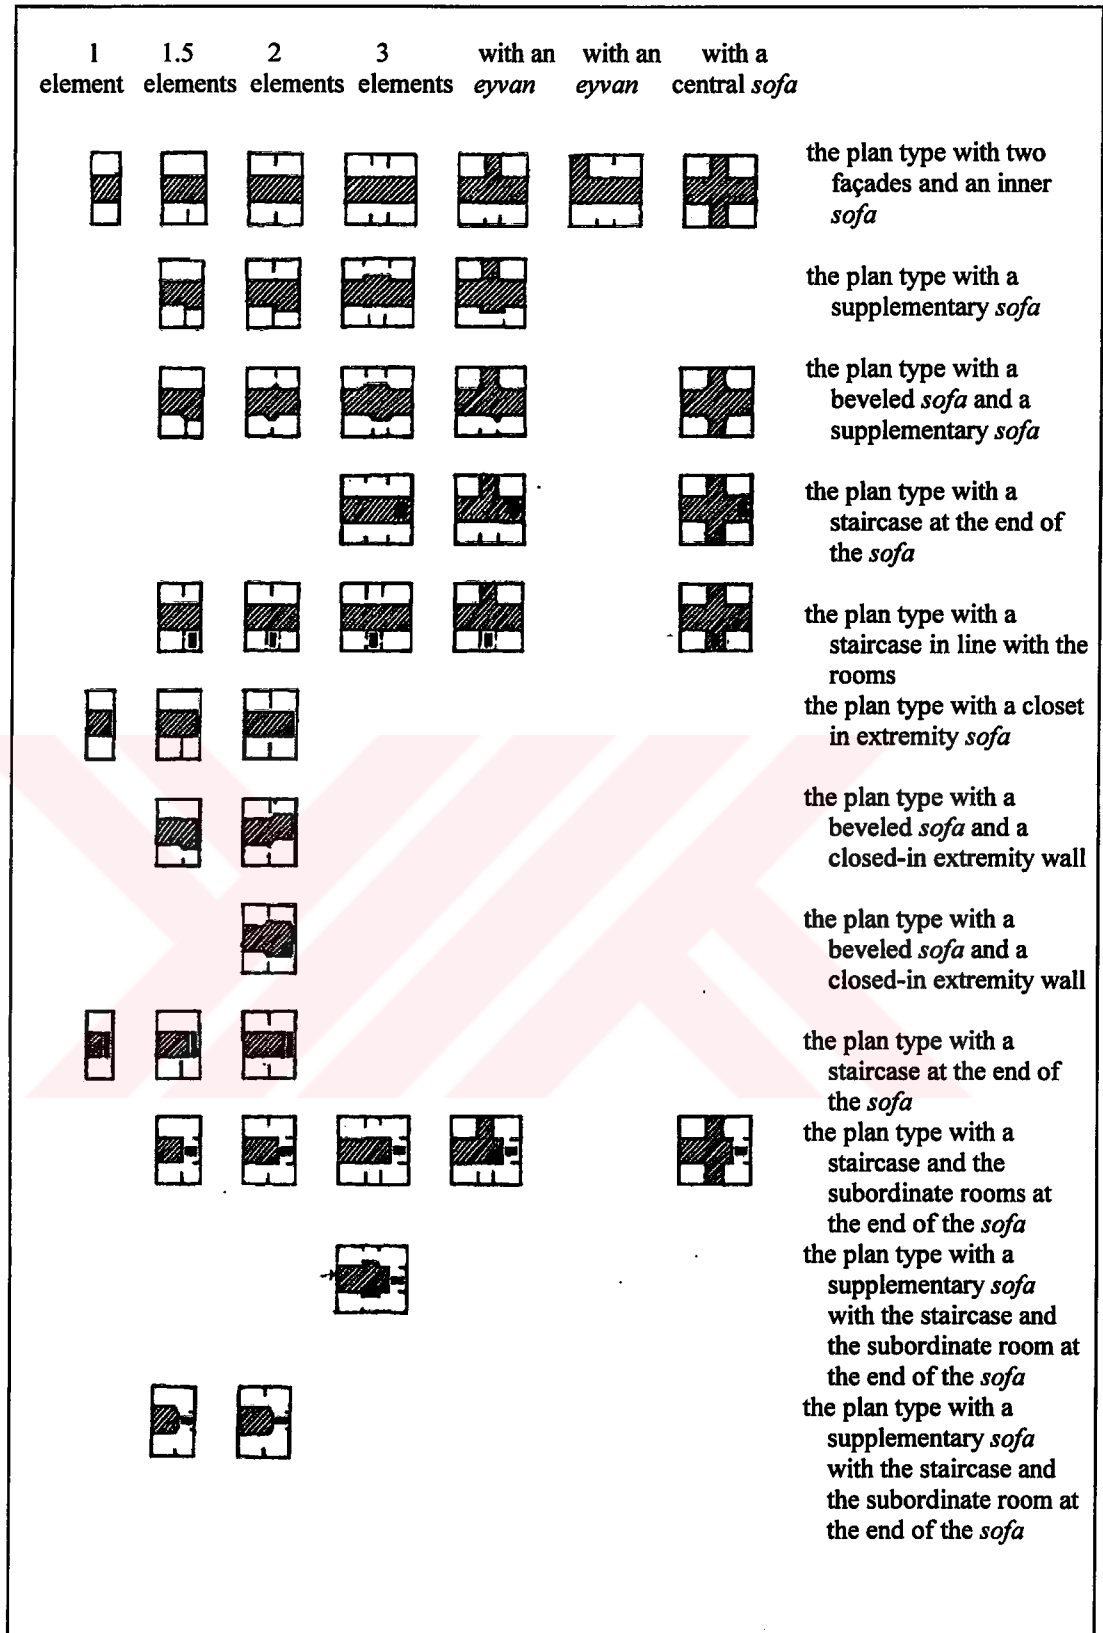 1 1.5 2 3 with an with an with a
element elements elements elements eyvan eyvan central sofa
the plan type with two
façades and an inner
sofa
the plan type with a
supplementary sofa
the plan type with a
beveled sofa and a
supplementary sofa
the plan type with a
staircase at the end of
the sofa
the plan type with a
staircase in line with the
rooms
the plan type with a closet
in extremity sofa
the plan type with a
beveled sofa and a
closed-in extremity wall
the plan type with a
beveled sofa and a
closed-in extremity wall
the plan type with a
staircase at the end of
the sofa
the plan type with a
staircase and the
subordinate rooms at
the end of the sofa
the plan type with a
supplementary sofa
with the staircase and
the subordinate room at
the end of the sofa
the plan type with a
supplementary sofa
with the staircase and
the subordinate room at
the end of the sofa